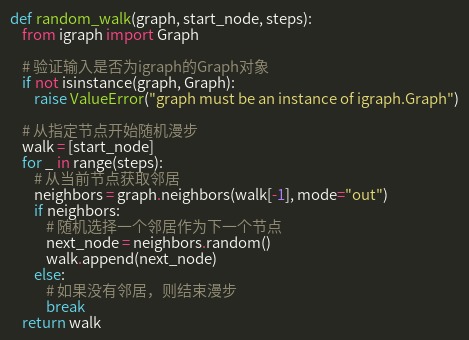 def random_walk(graph, start_node, steps):
from igraph import Graph
# 验证输入是否为igraph的Graph对象
if not isinstance(graph, Graph):
raise ValueError("graph must be an instance of igraph.Graph")
# 从指定节点开始随机漫步
walk = [start_node]
for _ in range(steps):
# 从当前节点获取邻居
neighbors = graph.neighbors(walk[-1], mode="out")
if neighbors:
# 随机选择一个邻居作为下一个节点
next_node = neighbors.random()
walk.append(next_node)
else:
# 如果没有邻居，则结束漫步
break
return walk